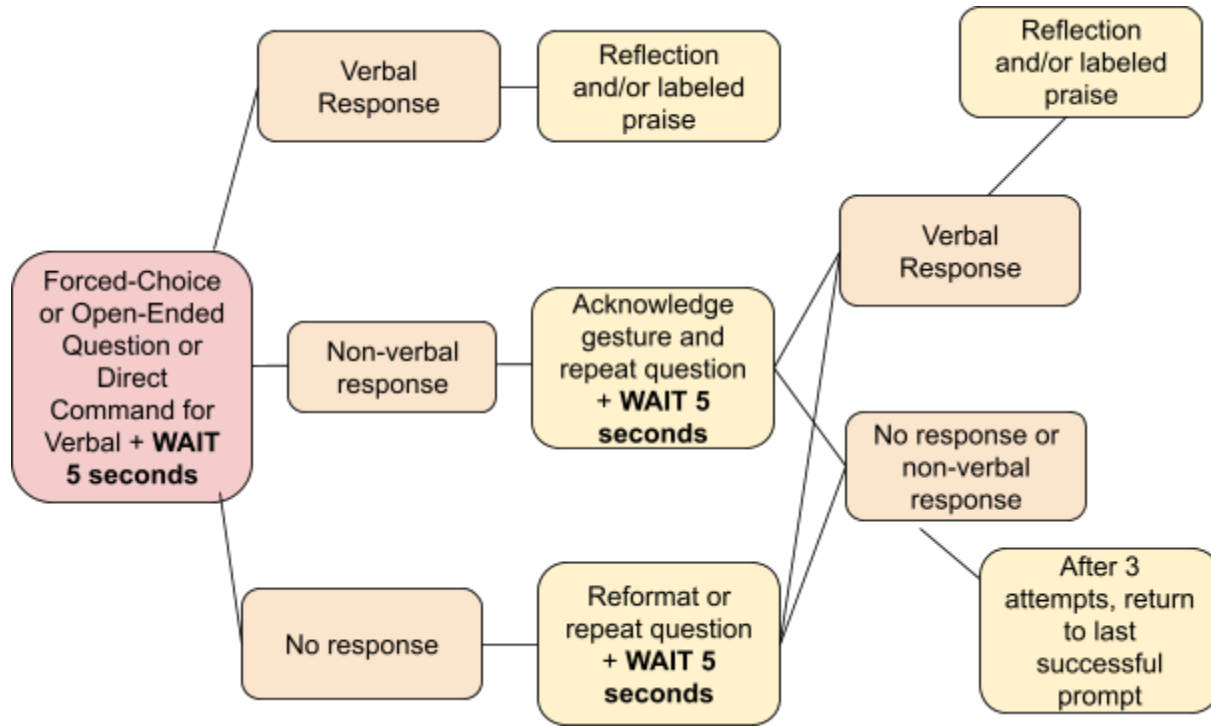 Verbal
Response
Reflection
and/or labeled
praise
Reflection
and/or labeled
praise
Forced-Choice
or Open-Ended
Question or
Direct
Command for
Verbal + WAIT
5 seconds
Non-verbal
response
Acknowledge
gesture and
repeat question
+ WAIT 5
seconds
Verbal
Response
No response or
non-verbal
response
No response
Reformat or
repeat question
+ WAIT 5
seconds
After 3
attempts, return
to last
successful
prompt